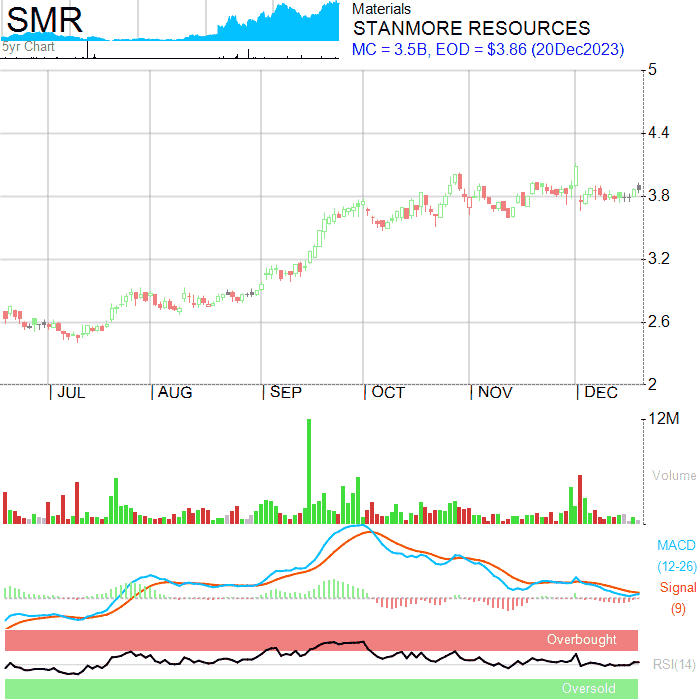 SMR
5yr Chart
Materials
STANMORE RESOURCES
MC = 3.5B, EOD = $3.86 (20Dec2023)
5
4.4
3.8
3.2
2.6
2
JUL AUG SEP OCT NOV DEC
12M
Volume
MACD
(12-26)
Signal
(9)
Overbought
RSI(14)
Oversold